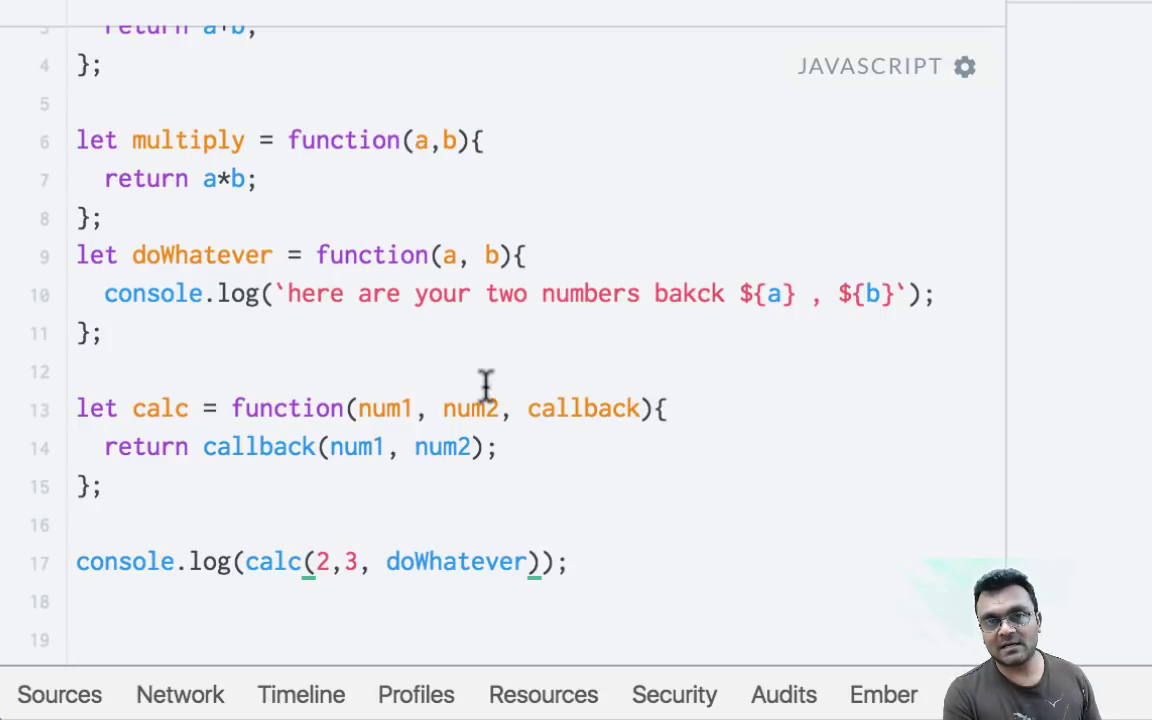 3 return a+b;
4 };
JAVASCRIPT
5
6 let multiply = function(a,b){
7 return a*b;
8 };
9 let doWhatever = function(a, b){
10 console.log(`here are your two numbers bakck ${a} , ${b}`);
11 };
12
13 let calc = function(num1, num2, callback){
14 return callback(num1, num2);
15 };
16
17 console.log(calc(2,3, doWhatever));
18
19
Sources Network Timeline Profiles Resources Security Audits Ember